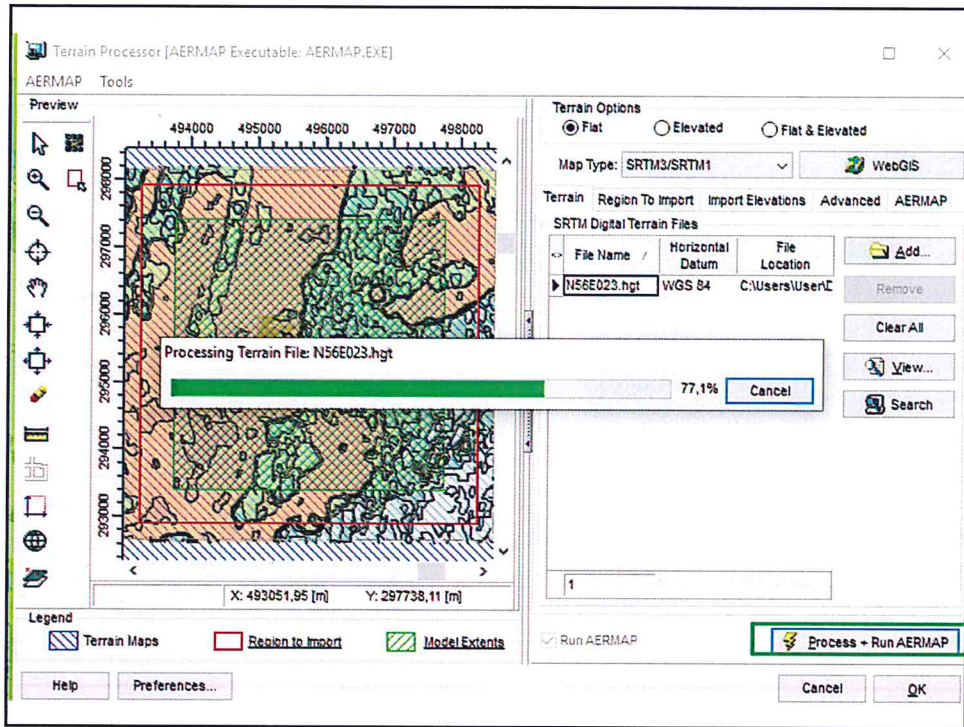 Terrain Processor [AERMAP Executable: AERMAP.EXE]
AERMAP Tools
Preview
494000 495000 496000 497000 498000
298000
297000
296000
295000
294000
293000
X: 493051,95 [m] Y: 297738,11 [m]
Legend
Terrain Maps Region to Import Model Extents
Help Preferences...
Terrain Options
Flat Elevated Flat & Elevated
Map Type: SRTM3/SRTM1 WebGIS
Terrain Region To Import Import Elevations Advanced AERMAP
SRTM Digital Terrain Files
<> File Name / Horizontal Datum File Location
N56E023.hgt WGS 84 C:\Users\User\D
Add...
Remove
Clear All
View...
Search
Processing Terrain File: N56E023.hgt
77,1% Cancel
1
Run AERMAP Process + Run AERMAP
Cancel OK